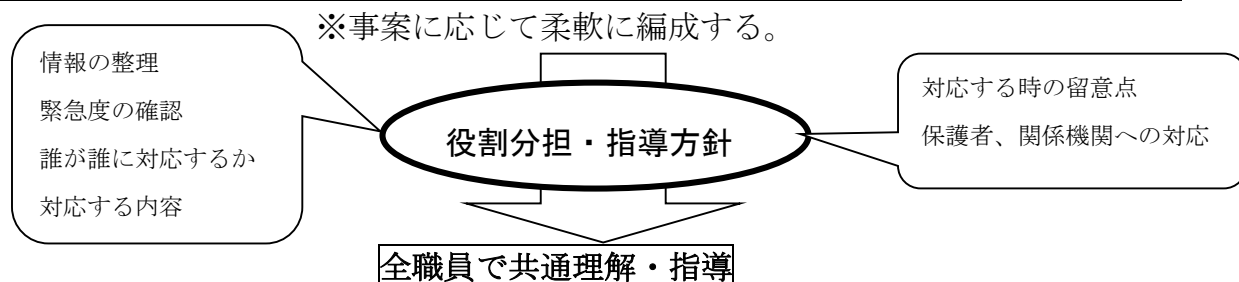 ※事案に応じて柔軟に編成する。
情報の整理
緊急度の確認
誰が誰に対応するか
対応する内容
役割分担・指導方針
対応する時の留意点
保護者、関係機関への対応
全職員で共通理解・指導